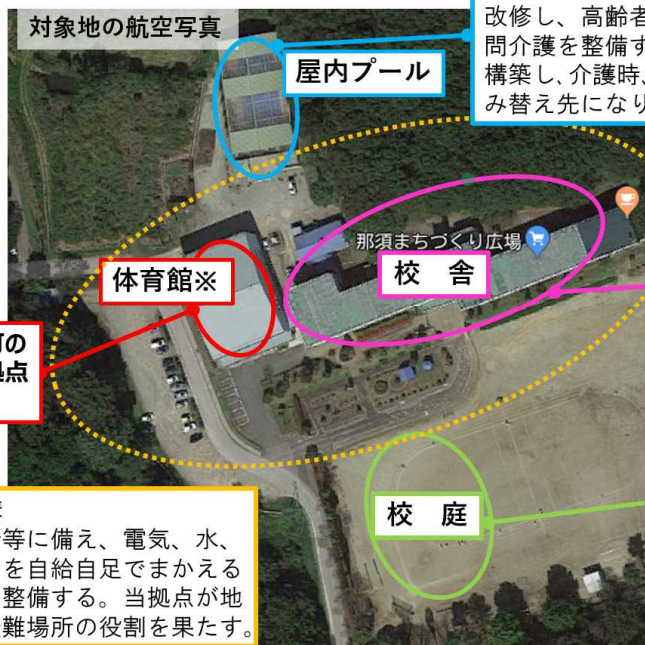 対象地の航空写真
改修し、高齢者
問介護を整備す
構築し、介護時、
み替え先にな
屋内プール
那須まちづくり広場
校 舎
体育館※
の
点
校 庭
等に備え、電気、水、
を自給自足でまかえる
整備する。当拠点が地
難場所の役割を果たす。